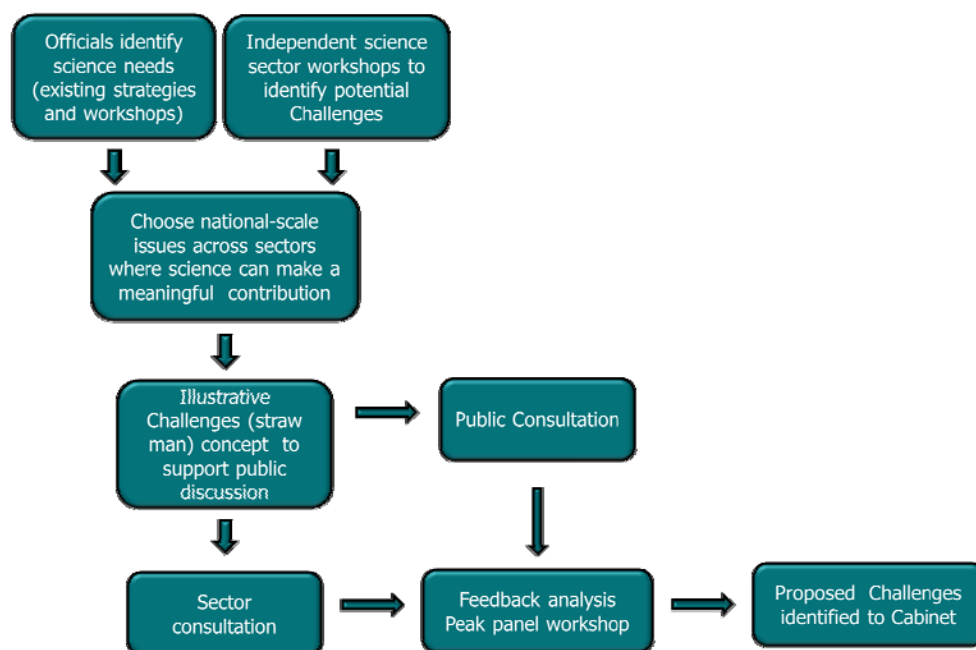 Officials identify
science needs
(existing strategies
and workshops)
Independent science
sector workshops to
identify potential
Challenges
Choose national-scale
issues across sectors
where science can make a
meaningful contribution
Illustrative
Challenges (straw
man) concept to
support public
discussion
Public Consultation
Sector
consultation
Feedback analysis
Peak panel workshop
Proposed Challenges
identified to Cabinet